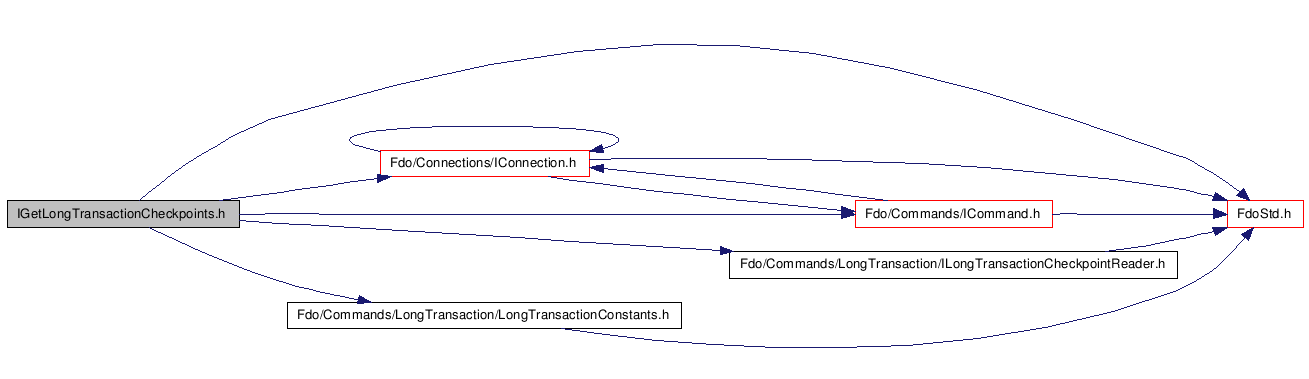 Fdo/Connections/IConnection.h
IGetLongTransactionCheckpoints.h
Fdo/Commands/ICommand.h
FdoStd.h
Fdo/Commands/LongTransaction/ILongTransactionCheckpointReader.h
Fdo/Commands/LongTransaction/LongTransactionConstants.h